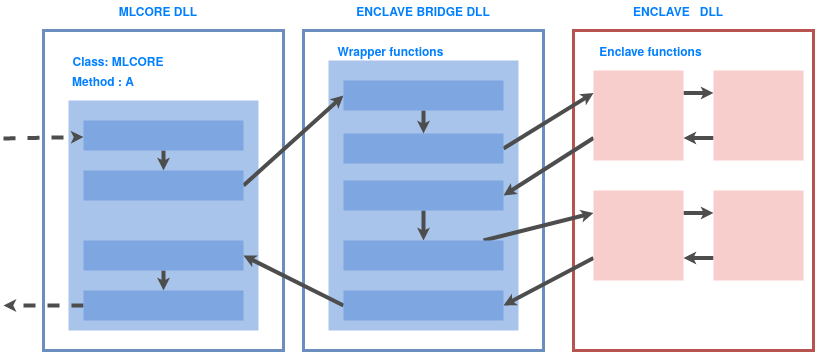 MLCORE DLL
ENCLAVE BRIDGE DLL
ENCLAVE DLL
Class: MLCORE
Method : A
Wrapper functions
Enclave functions